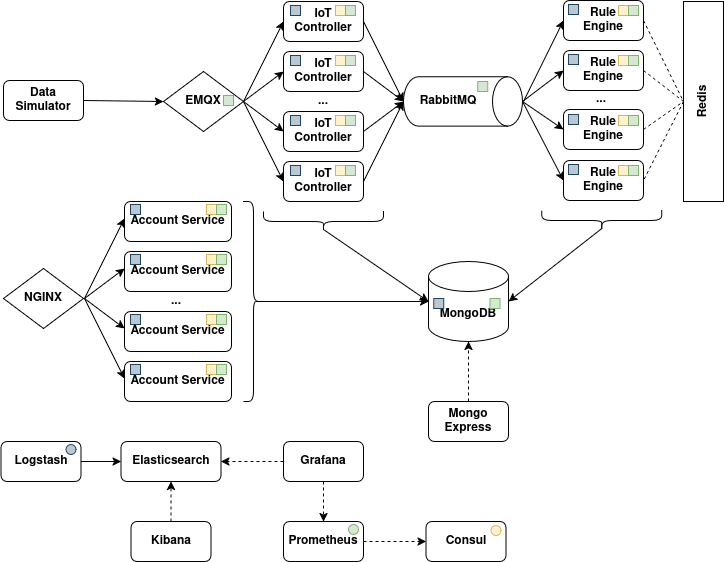 IoT
Controller
IoT
Controller
...
IoT
Controller
IoT
Controller
Rule
Engine
Rule
Engine
...
Rule
Engine
Rule
Engine
Data
Simulator
EMQX
RabbitMQ
Redis
NGINX
Account Service
Account Service
...
Account Service
Account Service
MongoDB
Mongo
Express
Logstash
Elasticsearch
Grafana
Kibana
Prometheus
Consul